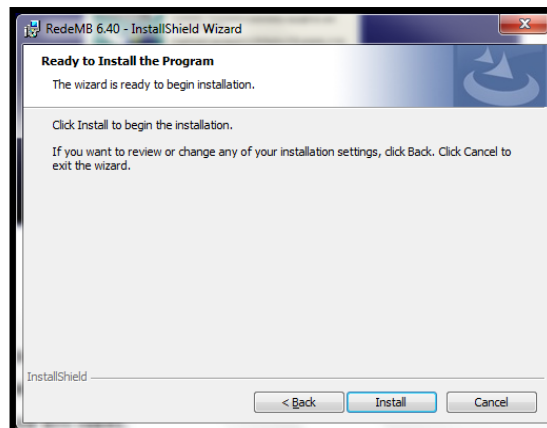 RedeMB 6.40 - InstallShield Wizard
Ready to Install the Program
The wizard is ready to begin installation.
Click Install to begin the installation.
If you want to review or change any of your installation settings, click Back. Click Cancel to
exit the wizard.
InstallShield
< Back
Install
Cancel